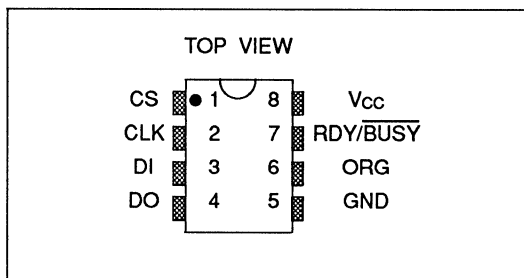 TOP VIEW
CS 1 8 Vcc
CLK 2 7 RDY/BUSY
DI 3 6 ORG
DO 4 5 GND